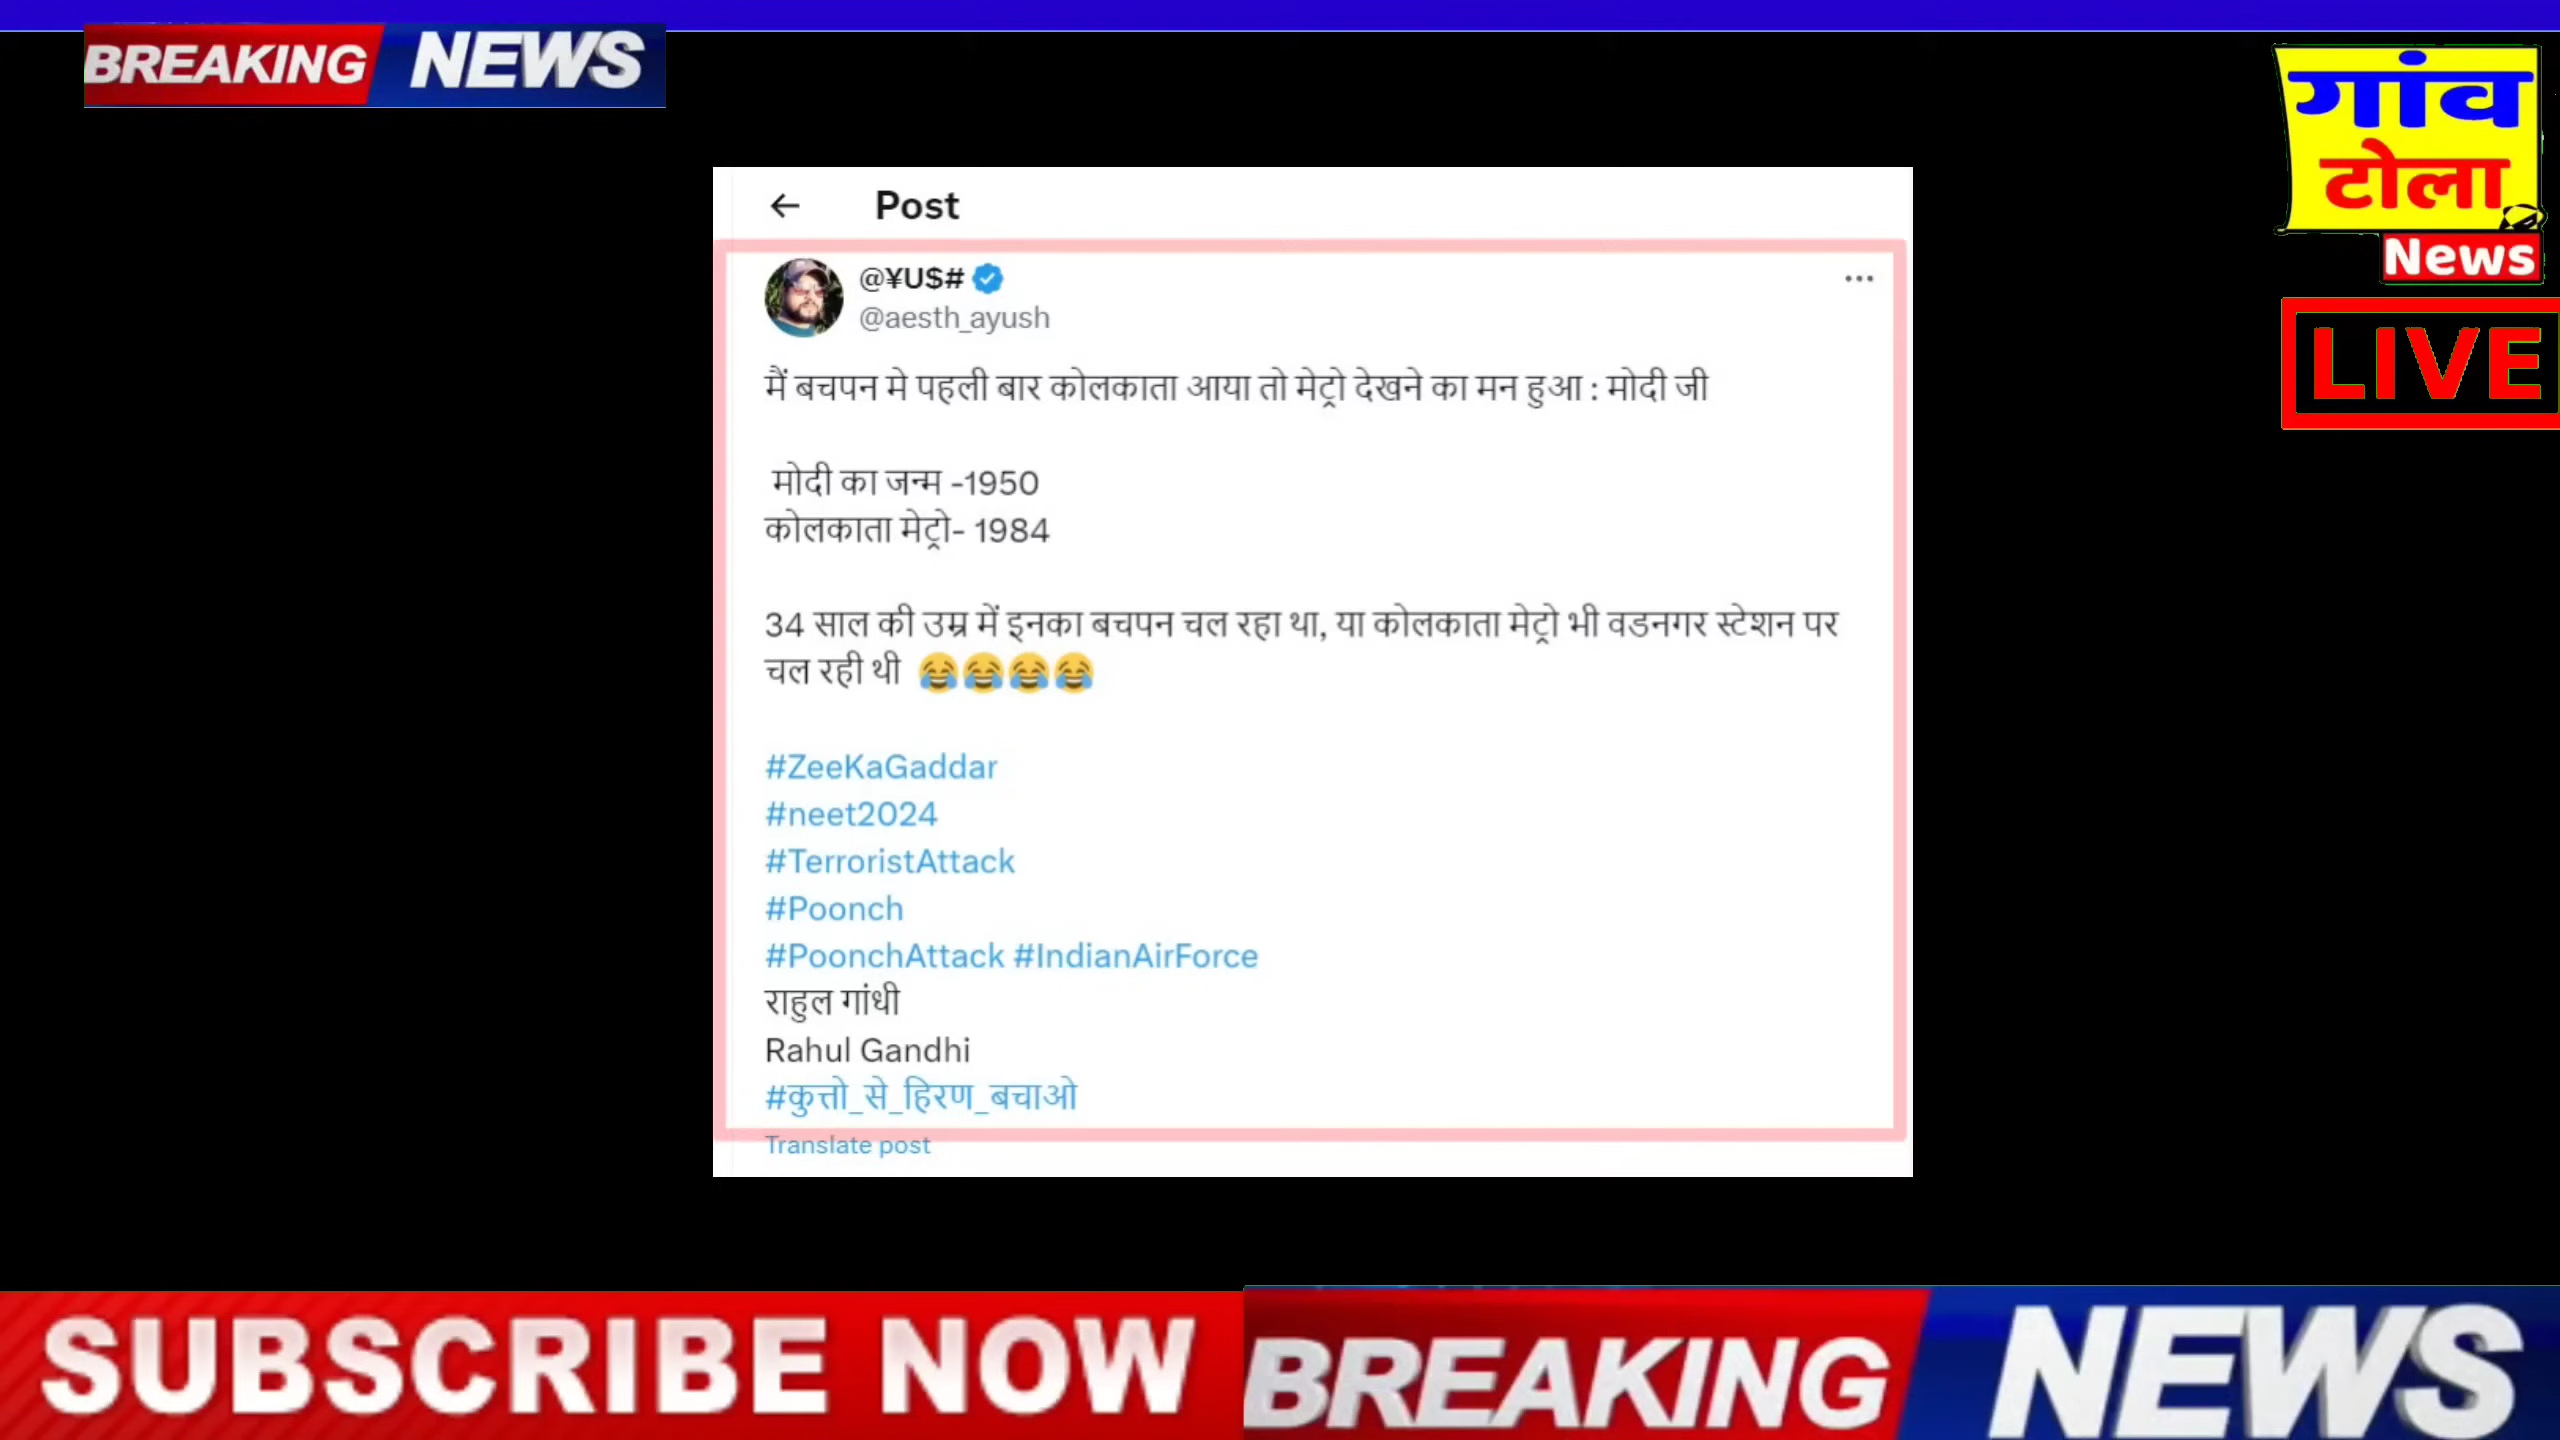 BREAKING NEWS
गांव
टोला
News
LIVE
← Post
@¥U$#
@aesth_ayush
मैं बचपन मे पहली बार कोलकाता आया तो मेट्रो देखने का मन हुआ : मोदी जी
मोदी का जन्म -1950
कोलकाता मेट्रो- 1984
34 साल की उम्र में इनका बचपन चल रहा था, या कोलकाता मेट्रो भी वडनगर स्टेशन पर
चल रही थी 😂😂😂😂
#ZeeKaGaddar
#neet2024
#TerroristAttack
#Poonch
#PoonchAttack #IndianAirForce
राहुल गांधी
Rahul Gandhi
#कुत्तो_से_हिरण_बचाओ
Translate post
SUBSCRIBE NOW
BREAKING NEWS